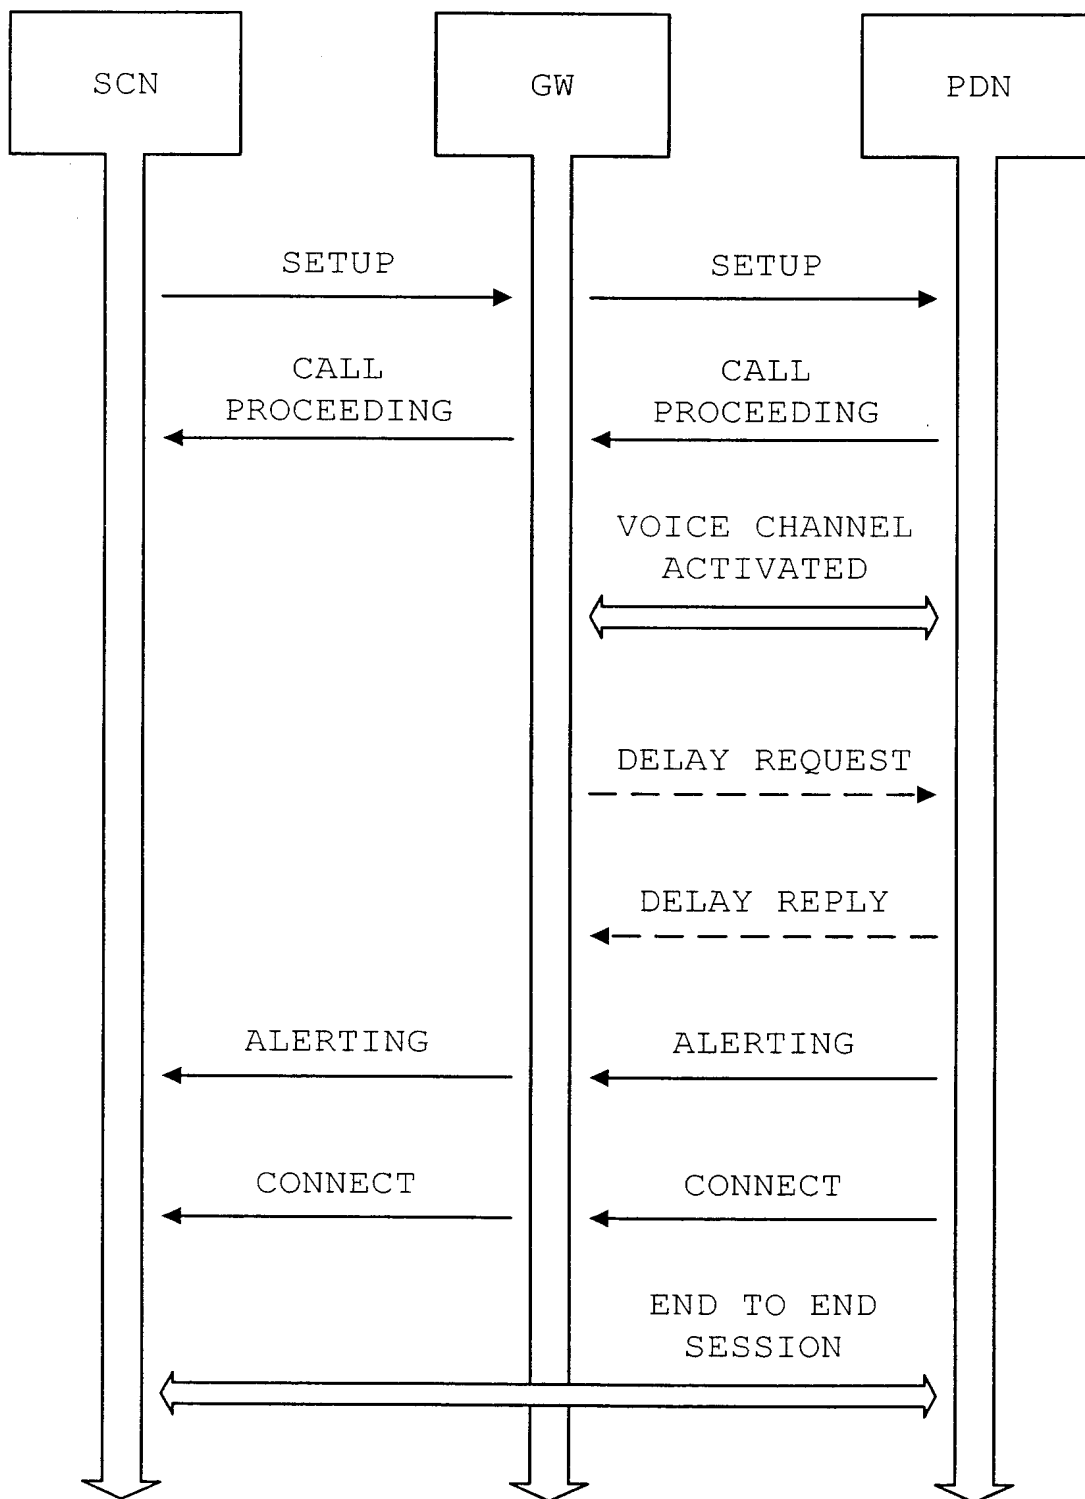 SCN
GW
PDN
SETUP
SETUP
CALL
PROCEEDING
CALL
PROCEEDING
VOICE CHANNEL
ACTIVATED
DELAY REQUEST
DELAY REPLY
ALERTING
ALERTING
CONNECT
CONNECT
END TO END
SESSION